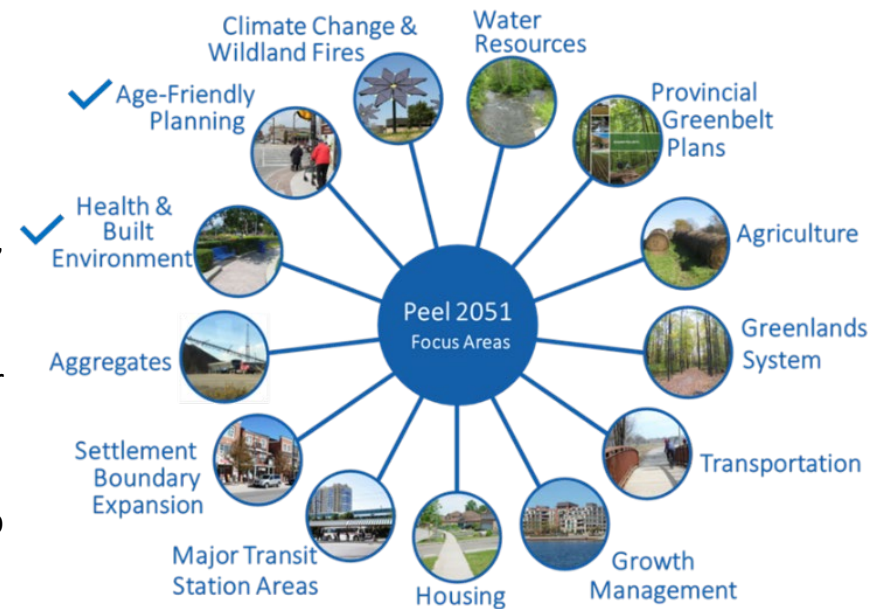 Climate Change &
Wildland Fires
Water
Resources
Age-Friendly
Planning
Provincial
Greenbelt
Plans
Health &
Built
Environment
Agriculture
Peel 2051
Focus Areas
Greenlands
System
Aggregates
Settlement
Boundary
Expansion
Transportation
Major Transit
Station Areas
Housing
Growth
Management